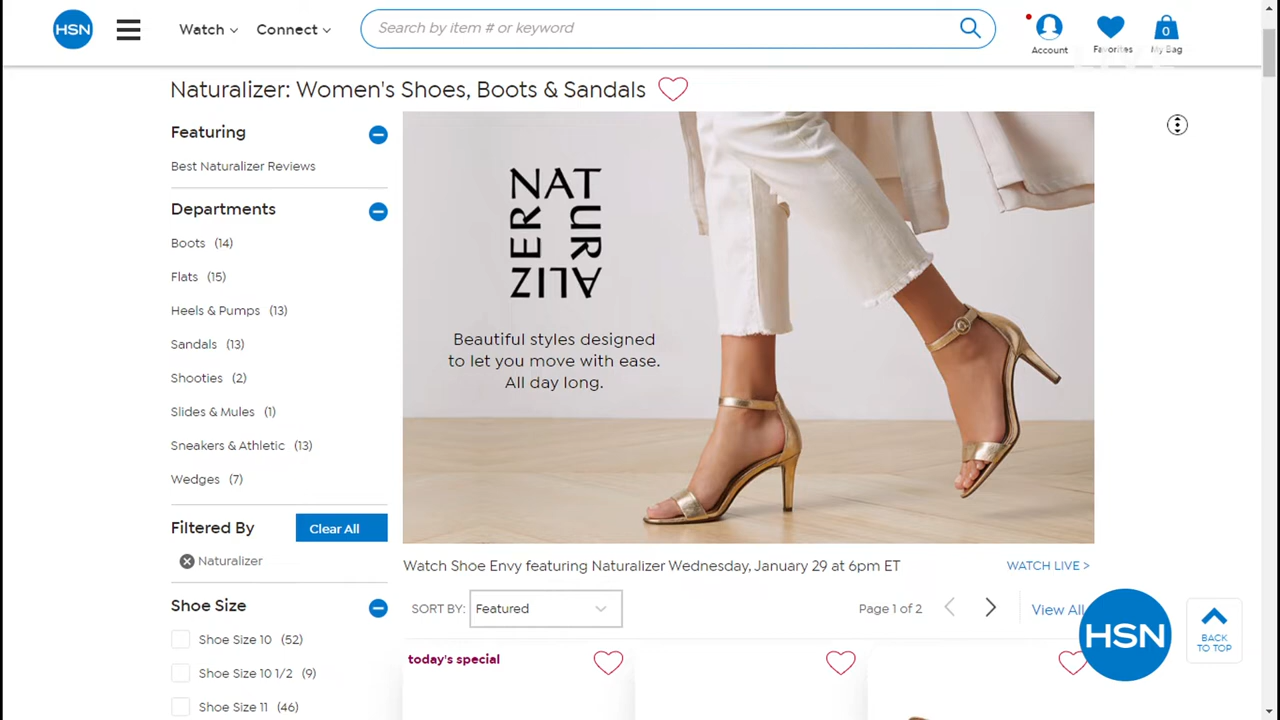 HSN
Watch
Connect
Search by item # or keyword
Account
Favorites
0
My Bag
Naturalizer: Women's Shoes, Boots & Sandals
Featuring
Best Naturalizer Reviews
Departments
Boots (14)
Flats (15)
Heels & Pumps (13)
Sandals (13)
Shooties (2)
Slides & Mules (1)
Sneakers & Athletic (13)
Wedges (7)
Filtered By
Clear All
Naturalizer
Shoe Size
Shoe Size 10 (52)
Shoe Size 10 1/2 (9)
Shoe Size 11 (46)
NATURALIZER
Beautiful styles designed
to let you move with ease.
All day long.
Watch Shoe Envy featuring Naturalizer Wednesday, January 29 at 6pm ET
WATCH LIVE >
SORT BY:
Featured
Page 1 of 2
View All
today's special
HSN
BACK
TO TOP